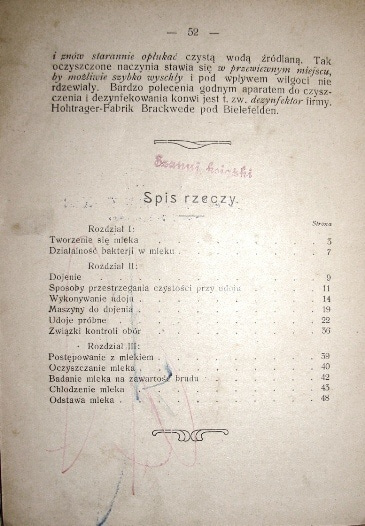 — 52 —
i znów starannie opłukać czystą wodą źródlaną. Tak
oczyszczone naczynia stawia się w przewiewnym miejscu,
by możliwie szybko wyschły i pod wpływem wilgoci nie
rdzewiały. Bardzo polecenia godnym aparatem do czysz-
czenia i dezynfekowania konwi jest t. zw. dezynfektor firmy.
Hohtrager-Fabrik Brackwede pod Bielefelden.
Szanuj książki
Spis rzeczy.
Strona
Rozdział I:
Tworzenie się mleka . . . . . . . . 3
Działalność bakterji w mleku . . . . . . 7
Rozdział II:
Dojenie . . . . . . . . . 9
Sposoby przestrzegania czystości przy udoju . . . 11
Wykonywanie udoja . . . . . . . . 14
Maszyny do dojenia . . . . . . . . 19
Udoje próbne . . . . . . . . 22
Związki kontroli obór . . . . . . . 36
Rozdział III:
Postępowanie z mlekiem . . . . . . . 39
Oczyszczanie mleka . . . . . . . 40
Badanie mleka na zawartość brudu . . . . . 42
Chłodzenie mleka . . . . . . . 43
Odstawa mleka . . . . . . . . 48